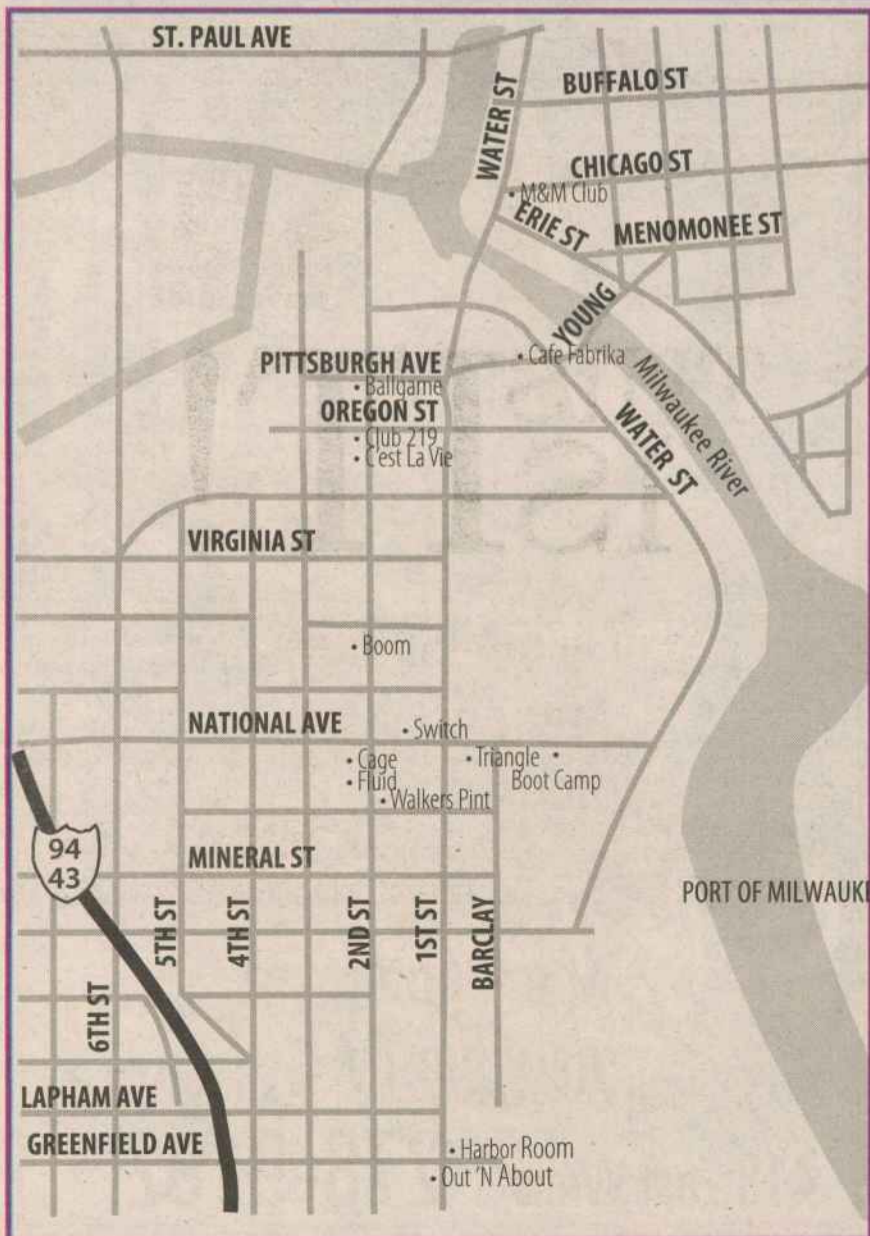 ST. PAUL AVE
BUFFALO ST
WATER ST
CHICAGO ST
• M&M Club
ERIE ST
MENOMONEE ST
YOUNG
PITTSBURGH AVE
• Cafe Fabrika
• Ballgame
Milwaukee River
OREGON ST
• Club 219
• C'est La Vie
WATER ST
VIRGINIA ST
• Boom
NATIONAL AVE
• Switch
• Cage
• Triangle •
• Fluid
Boot Camp
• Walkers Pint
94
43
MINERAL ST
PORT OF MILWAUKE
5TH ST
4TH ST
2ND ST
1ST ST
BARCLAY
6TH ST
LAPHAM AVE
GREENFIELD AVE
• Harbor Room
• Out 'N About